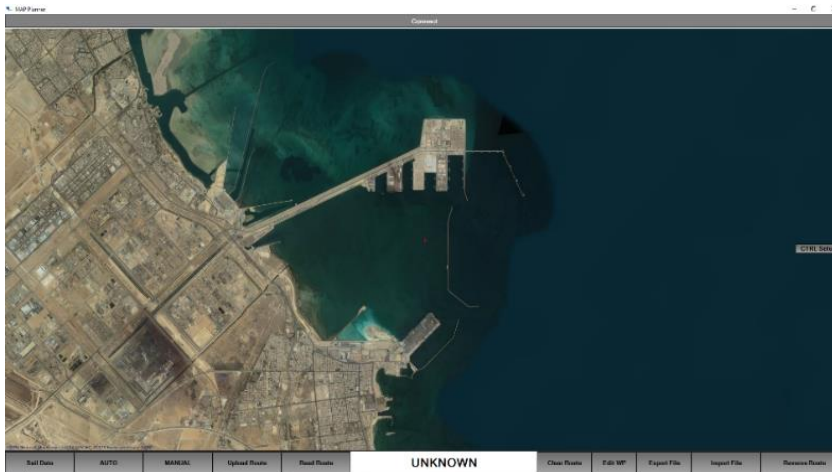 MAP Planner
Connect
CTRL Setu
Sail Data AUTO MANUAL Upload Route Read Route UNKNOWN Clear Route Edit WP Export File Import File Remove Route